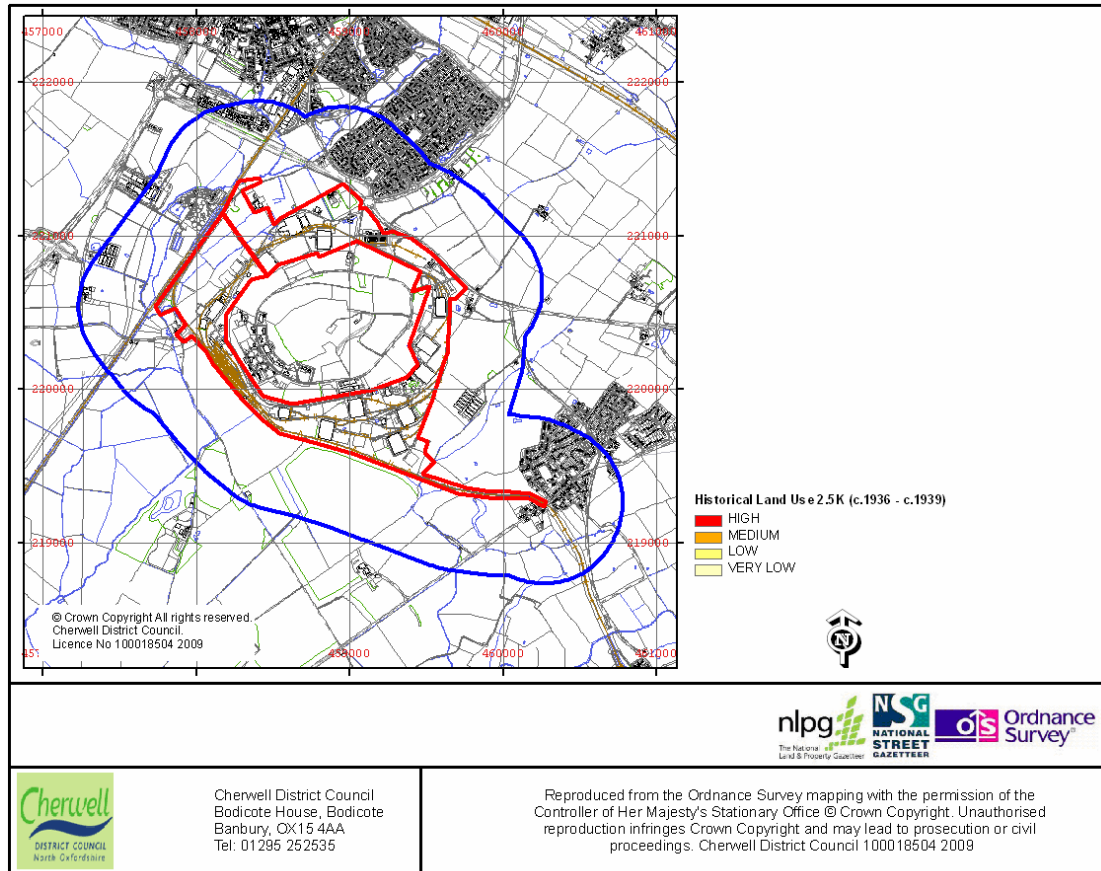 457000 458000 459000 460000 461000
222000 222000
221000 221000
220000 220000
219000 219000
459000 460000
© Crown Copyright All rights reserved.
Cherwell District Council.
Licence No 100018504 2009
Historical Land Use 2.5K (c.1936 - c.1939)
HIGH
MEDIUM
LOW
VERY LOW
N
nlpg
The National
Land & Property Gazetteer
NSG
NATIONAL
STREET
GAZETTEER
OS
Ordnance
Survey
Cherwell
DISTRICT COUNCIL
North Oxfordshire
Cherwell District Council
Bodicote House, Bodicote
Banbury, OX15 4AA
Tel: 01295 252535
Reproduced from the Ordnance Survey mapping with the permission of the
Controller of Her Majesty's Stationary Office © Crown Copyright. Unauthorised
reproduction infringes Crown Copyright and may lead to prosecution or civil
proceedings. Cherwell District Council 100018504 2009